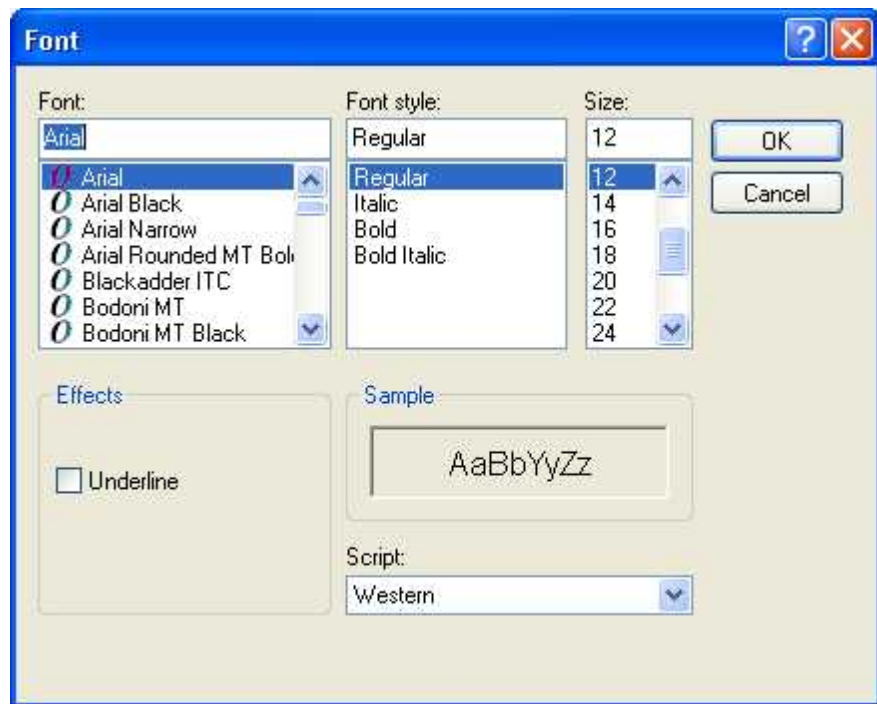 Font
Font: Font style: Size:
Arial Regular 12 OK
Arial Regular 12 Cancel
Arial Black Italic 14
Arial Narrow Bold 16
Arial Rounded MT Bol Bold Italic 18
Blackadder ITC 20
Bodoni MT 22
Bodoni MT Black 24
Effects Sample
AaBbYyZz
Underline
Script:
Western